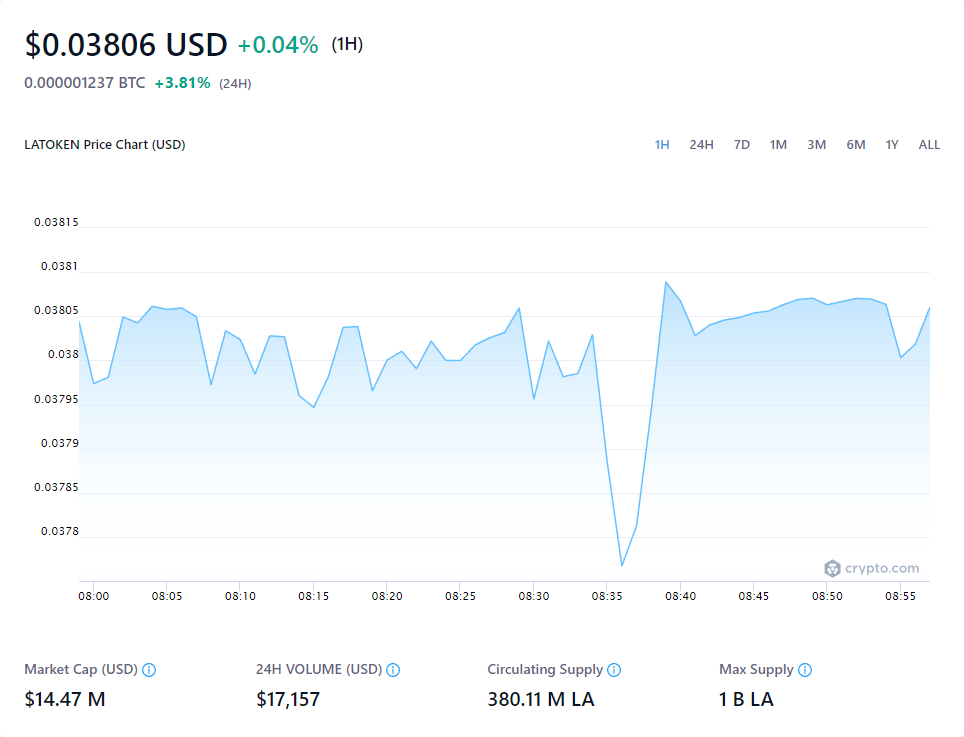 $0.03806 USD +0.04% (1H)
0.000001237 BTC +3.81% (24H)
LATOKEN Price Chart (USD)
1H 24H 7D 1M 3M 6M 1Y ALL
0.03815
0.0381
0.03805
0.038
0.03795
0.0379
0.03785
0.0378
crypto.com
08:00 08:05 08:10 08:15 08:20 08:25 08:30 08:35 08:40 08:45 08:50 08:55
Market Cap (USD) 24H VOLUME (USD) Circulating Supply Max Supply
$14.47 M $17,157 380.11 M LA 1 B LA